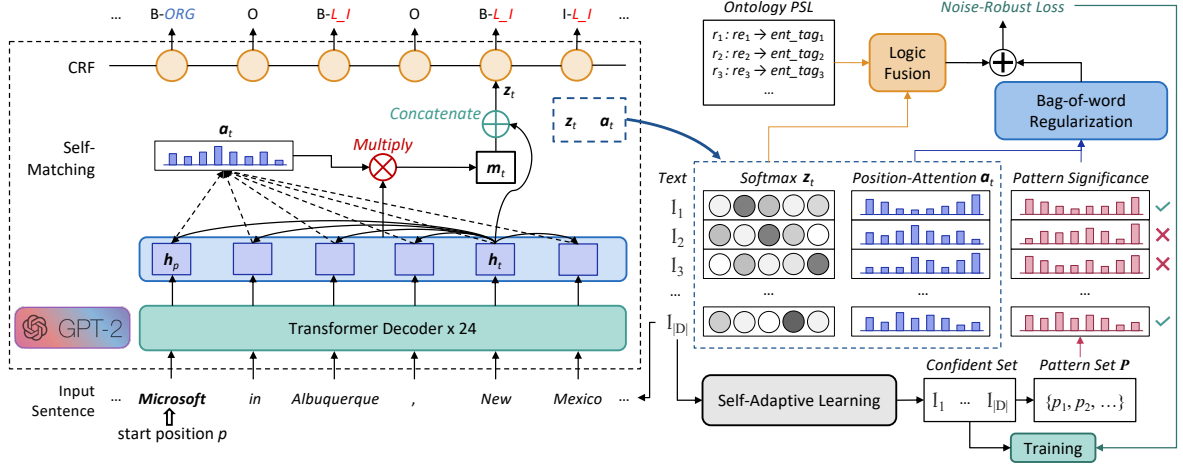 ... B-ORG O B-L_I O B-L_I I-L_I ...
CRF
z_t
Concatenate
a_t
Multiply
Self-
Matching
m_t
h_p h_t
GPT-2
Transformer Decoder x 24
Input
Sentence
... Microsoft in Albuquerque , New Mexico ...
start position p
z_t a_t
Ontology PSL
r_1 : re_1 → ent_tag_1
r_2 : re_2 → ent_tag_2
r_3 : re_3 → ent_tag_3
...
Logic
Fusion
Noise-Robust Loss
Bag-of-word
Regularization
Text Softmax z_t Position-Attention a_t Pattern Significance
I_1
I_2
I_3
... ... ... ...
I_|D|
Self-Adaptive Learning
Confident Set
I_1 ... I_|D|
Pattern Set P
{p_1, p_2, ...}
Training